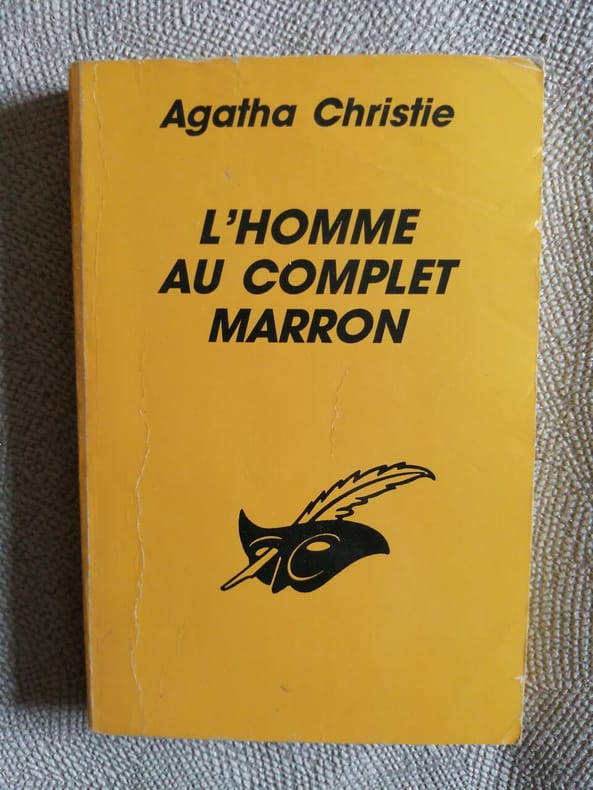 Agatha Christie
L'HOMME
AU COMPLET
MARRON